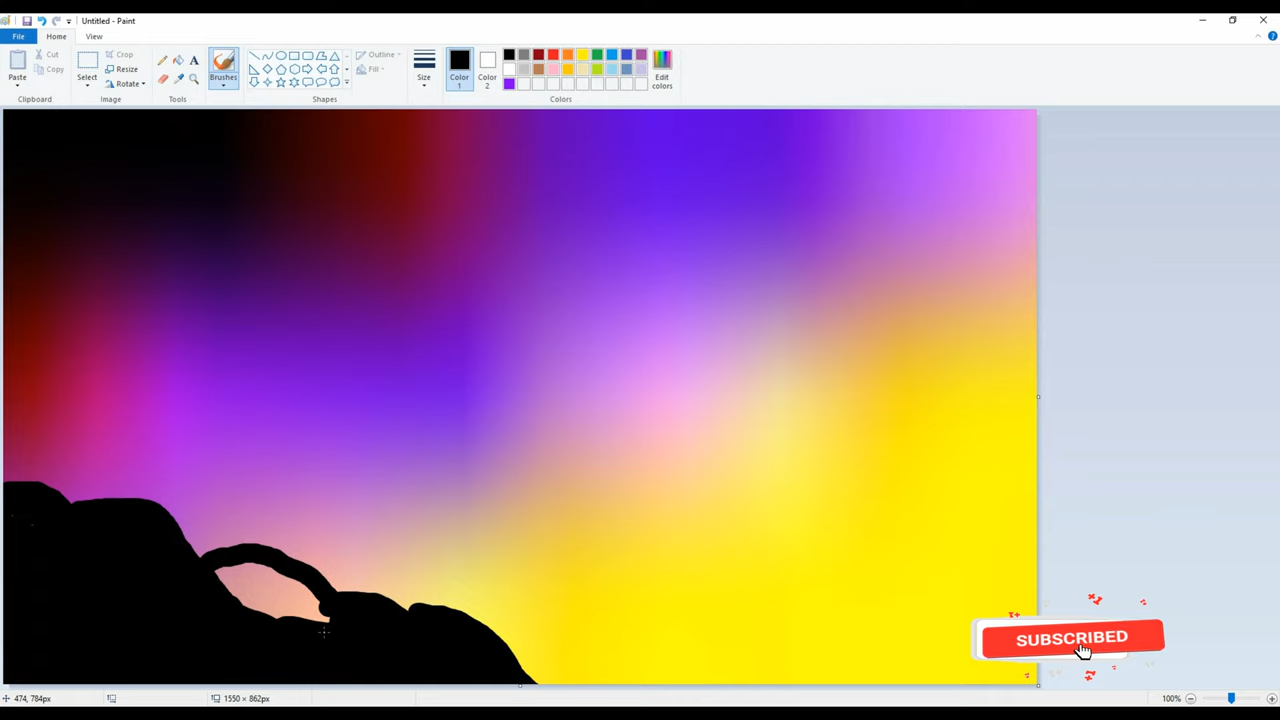 Untitled - Paint
File
Home
View
Paste
Cut
Copy
Clipboard
Select
Crop
Resize
Rotate
Image
A
Tools
Brushes
Outline
Fill
Shapes
Size
Color
1
Color
2
Edit
colors
Colors
SUBSCRIBED
474, 784px
1550 × 862px
100%